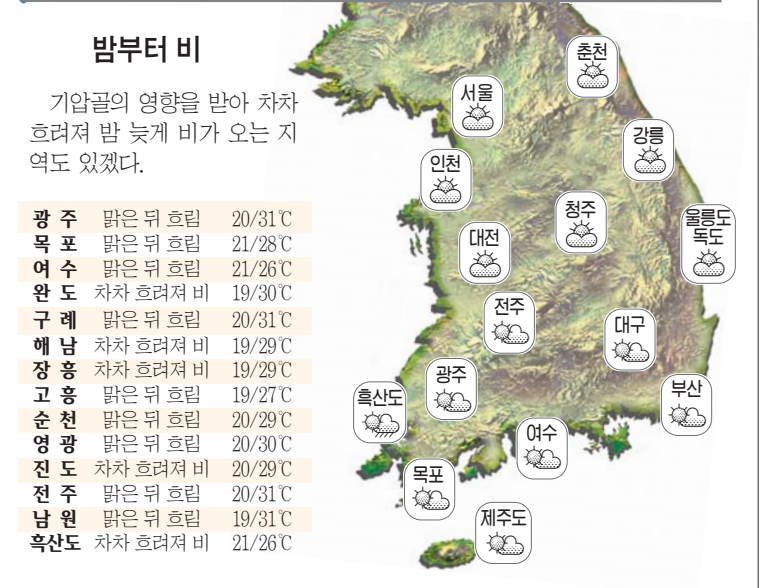 밤부터 비
기압골의 영향을 받아 차차
흐려져 밤 늦게 비가 오는 지
역도 있겠다.
광 주 맑은 뒤 흐림 20/31℃
목 포 맑은 뒤 흐림 21/28℃
여 수 맑은 뒤 흐림 21/26℃
완 도 차차 흐려져 비 19/30℃
구 례 맑은 뒤 흐림 20/31℃
해 남 차차 흐려져 비 19/29℃
장 흥 차차 흐려져 비 19/29℃
고 흥 맑은 뒤 흐림 19/27℃
순 천 맑은 뒤 흐림 20/29℃
영 광 맑은 뒤 흐림 20/30℃
진 도 차차 흐려져 비 20/29℃
전 주 맑은 뒤 흐림 20/31℃
남 원 맑은 뒤 흐림 19/31℃
흑산도 차차 흐려져 비 21/26℃
춘천
서울
강릉
인천
청주
울릉도
독도
대전
전주
대구
광주
흑산도
부산
여수
목포
제주도